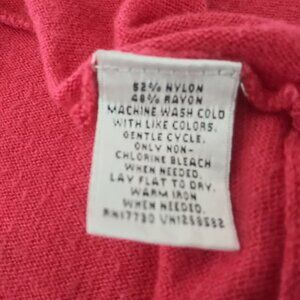 52% NYLON
48% RAYON
MACHINE WASH COLD
WITH LIKE COLORS.
GENTLE CYCLE.
ONLY NON-
CHLORINE BLEACH
WHEN NEEDED.
LAY FLAT TO DRY.
WARM IRON
WHEN NEEDED.